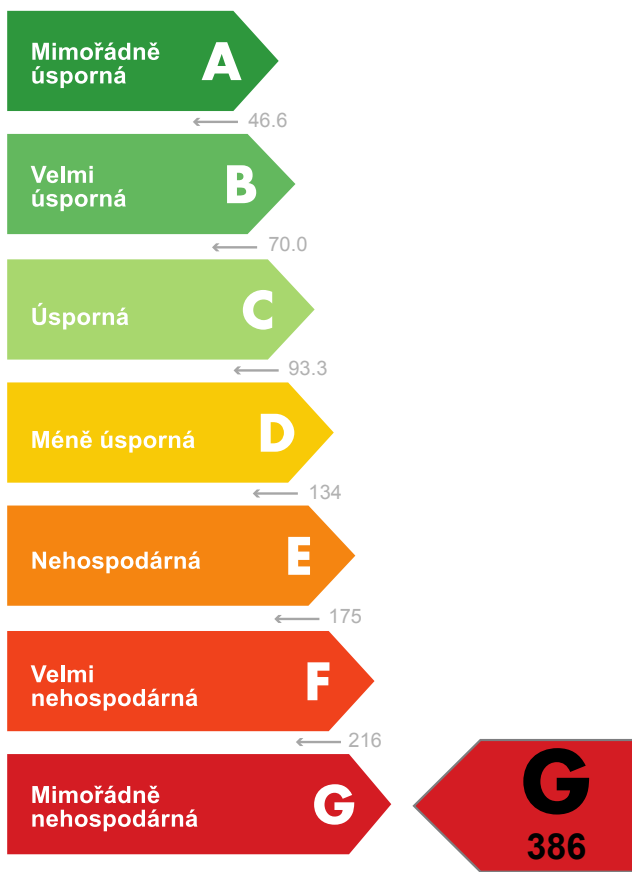 Mimořádně
úsporná
A
← 46.6
Velmi
úsporná
B
← 70.0
Úsporná
C
← 93.3
Méně úsporná
D
← 134
Nehospodárná
E
← 175
Velmi
nehospodárná
F
← 216
Mimořádně
nehospodárná
G
G
386